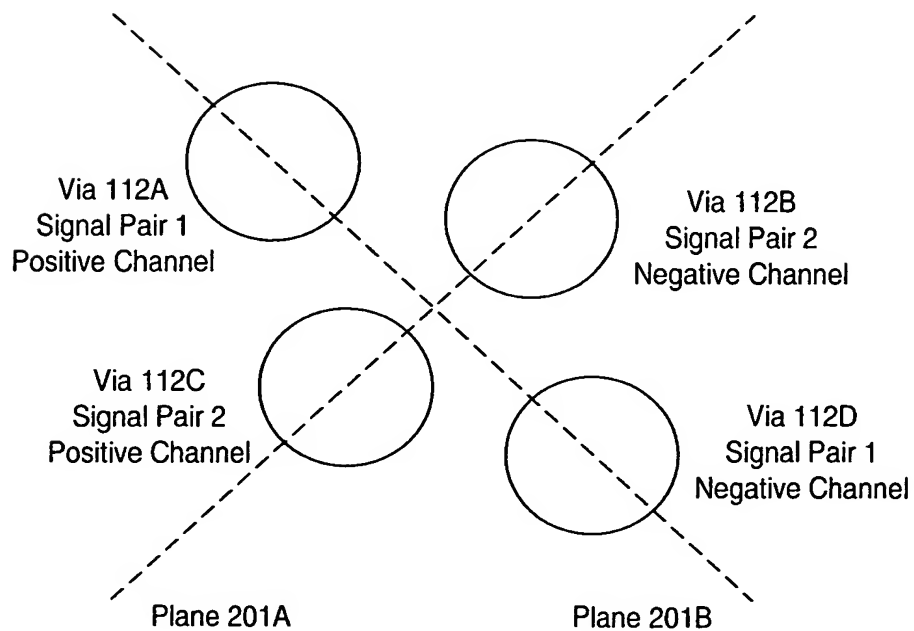 Via 112A
Signal Pair 1
Positive Channel
Via 112B
Signal Pair 2
Negative Channel
Via 112C
Signal Pair 2
Positive Channel
Via 112D
Signal Pair 1
Negative Channel
Plane 201A
Plane 201B